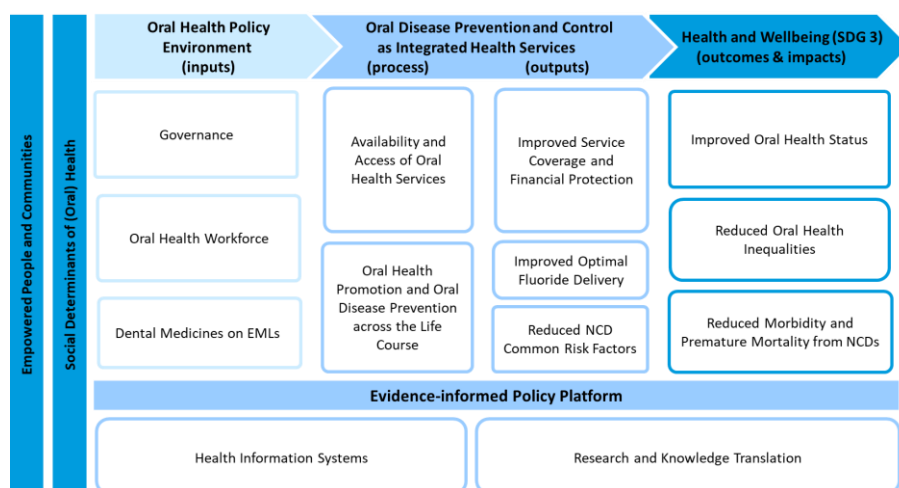 Empowered People and Communities
Social Determinants of (Oral) Health
Oral Health Policy
Environment
(inputs)
Oral Disease Prevention and Control
as Integrated Health Services
(process) (outputs)
Health and Wellbeing (SDG 3)
(outcomes & impacts)
Governance
Oral Health Workforce
Dental Medicines on EMLs
Availability and
Access of Oral
Health Services
Oral Health
Promotion and Oral
Disease Prevention
across the Life
Course
Improved Service
Coverage and
Financial Protection
Improved Optimal
Fluoride Delivery
Reduced NCD
Common Risk Factors
Improved Oral Health Status
Reduced Oral Health
Inequalities
Reduced Morbidity and
Premature Mortality from NCDs
Evidence-informed Policy Platform
Health Information Systems
Research and Knowledge Translation